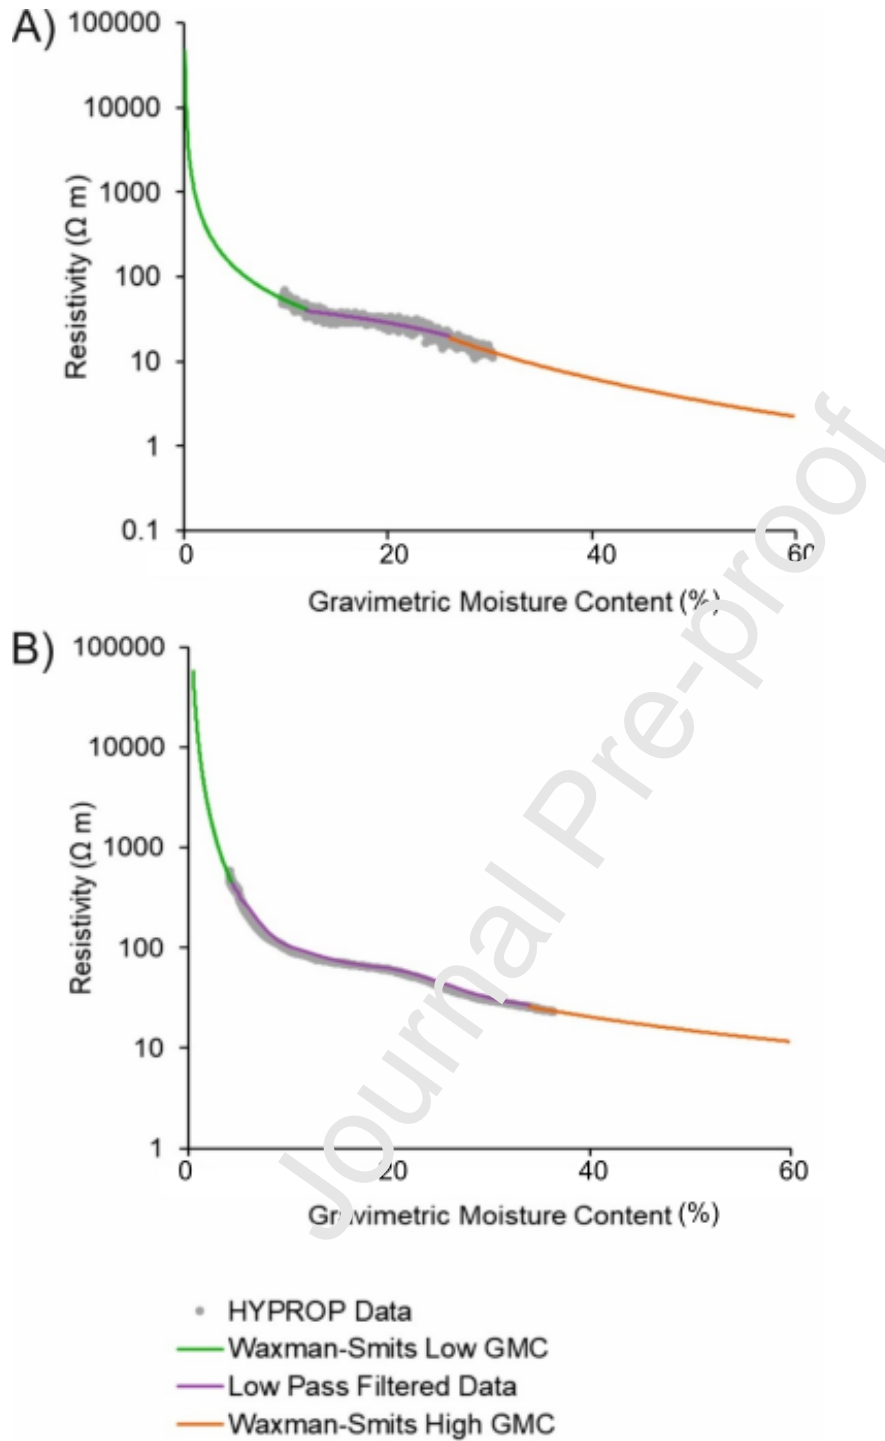 A)
100000
10000
1000
100
10
1
0.1
Resistivity (Ω m)
0 20 40 60
Gravimetric Moisture Content (%)
B)
100000
10000
1000
100
10
1
Resistivity (Ω m)
0 20 40 60
Gravimetric Moisture Content (%)
HYPROP Data
Waxman-Smits Low GMC
Low Pass Filtered Data
Waxman-Smits High GMC
Journal Pre-proof